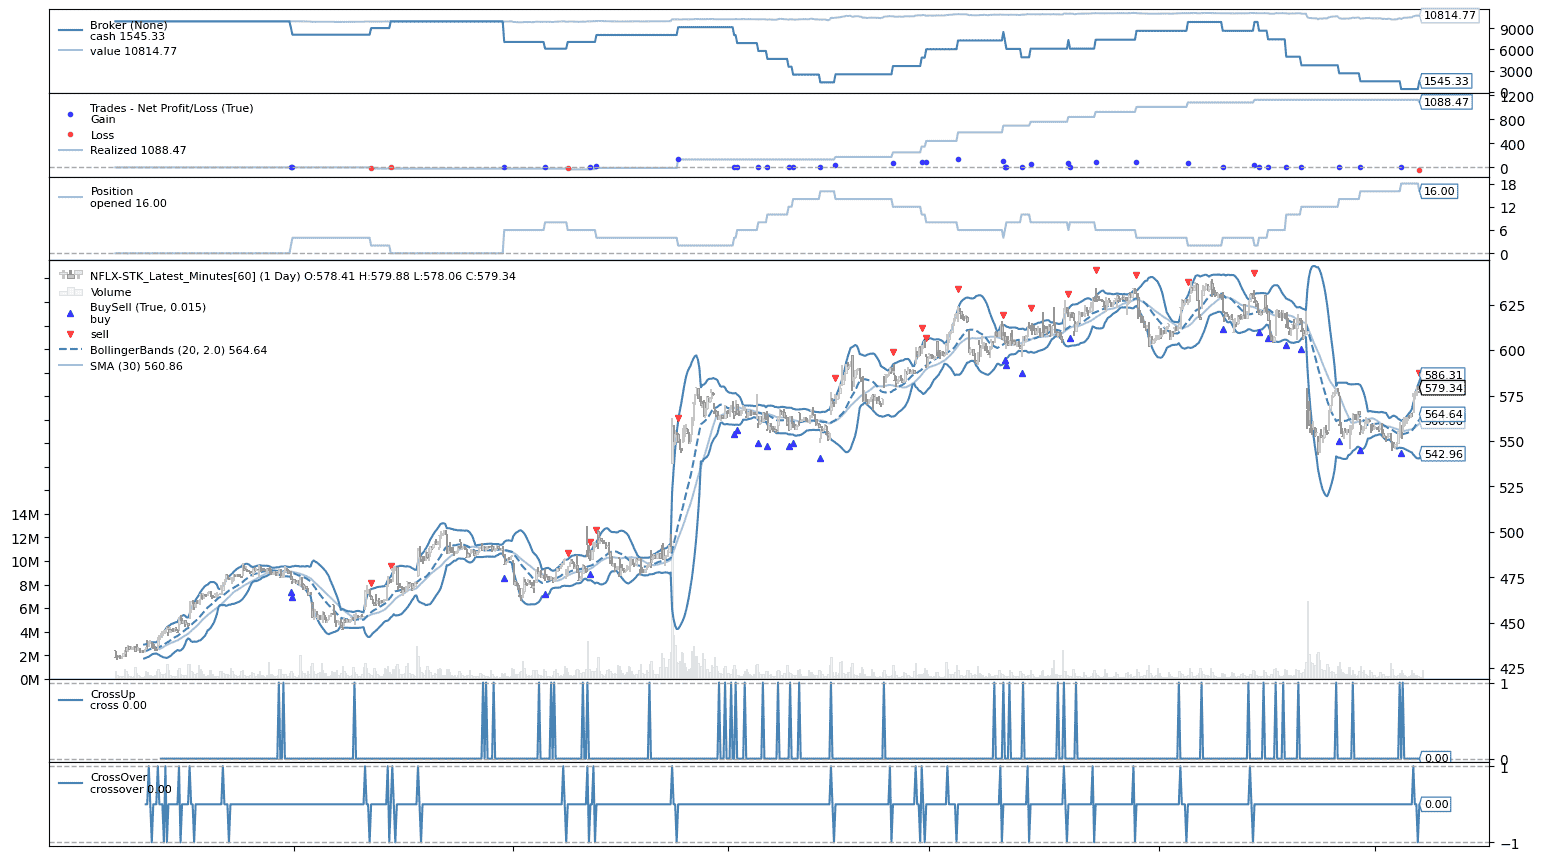 Broker (None)
cash 1545.33
value 10814.77
10814.77
9000
6000
3000
1545.33
0
Trades - Net Profit/Loss (True)
Gain
Loss
Realized 1088.47
1200
1088.47
800
400
0
Position
opened 16.00
18
16.00
12
6
0
NFLX-STK_Latest_Minutes[60] (1 Day) O:578.41 H:579.88 L:578.06 C:579.34
Volume
BuySell (True, 0.015)
buy
sell
BollingerBands (20, 2.0) 564.64
SMA (30) 560.86
625
600
586.31
579.34
575
564.64
560.86
550
542.96
525
500
475
450
425
14M
12M
10M
8M
6M
4M
2M
0M
CrossUp
cross 0.00
1
0.00
0
CrossOver
crossover 0.00
1
0.00
−1